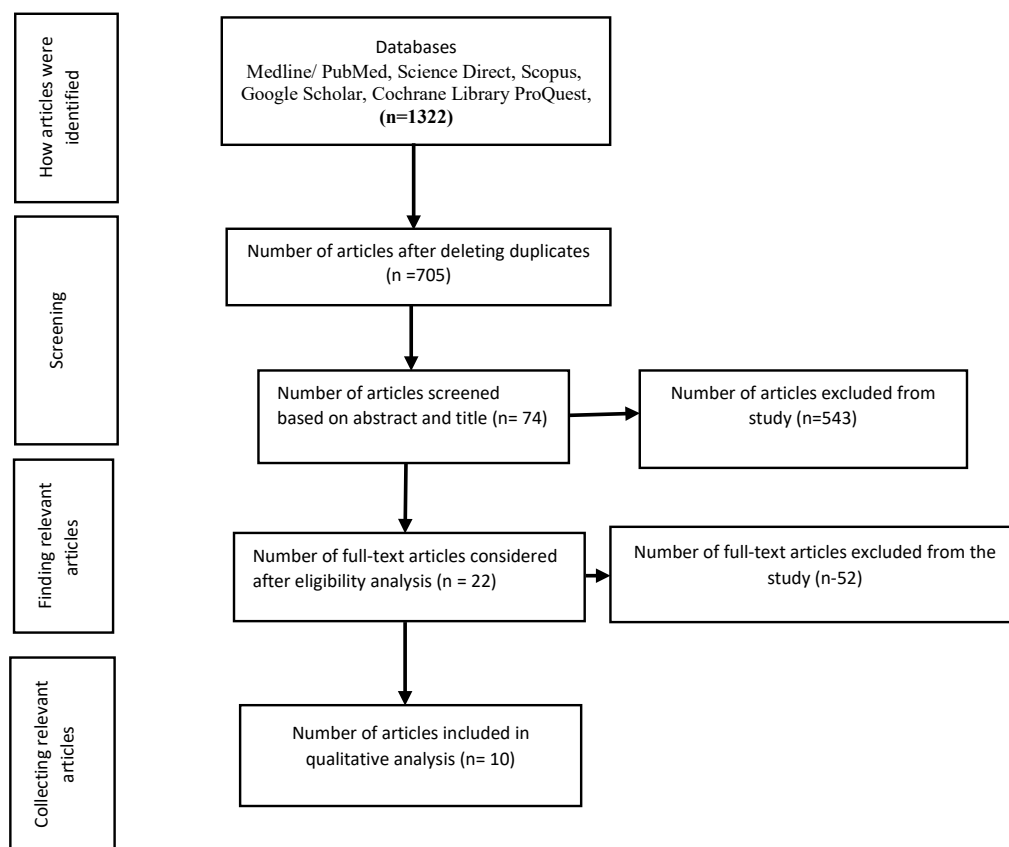 How articles were
identified
Databases
Medline/ PubMed, Science Direct, Scopus,
Google Scholar, Cochrane Library ProQuest,
(n=1322)
Screening
Number of articles after deleting duplicates
(n =705)
Number of articles screened
based on abstract and title (n= 74)
Number of articles excluded from
study (n=543)
Finding relevant
articles
Number of full-text articles considered
after eligibility analysis (n = 22)
Number of full-text articles excluded from the
study (n-52)
Collecting relevant
articles
Number of articles included in
qualitative analysis (n= 10)